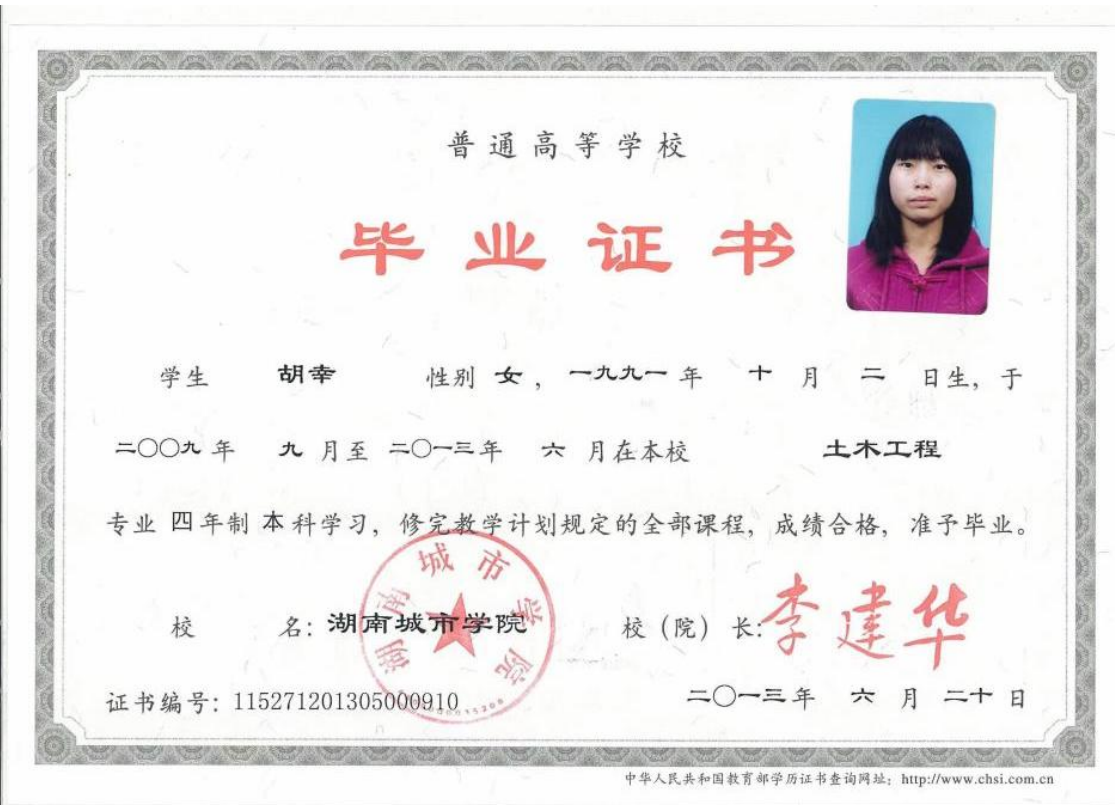 普通高等学校
毕业证书
学生 胡幸 性别 女，一九九一 年 十 月 二 日生，于
二〇〇九 年 九 月至 二〇一三 年 六 月在本校 土木工程
专业 四 年制 本 科学习，修完教学计划规定的全部课程，成绩合格，准予毕业。
湖南城市学院
校 名：湖南城市学院 校（院）长：李建华
证书编号：115271201305000910 二〇一三 年 六 月 二十 日
中华人民共和国教育部学历证书查询网址：http://www.chsi.com.cn